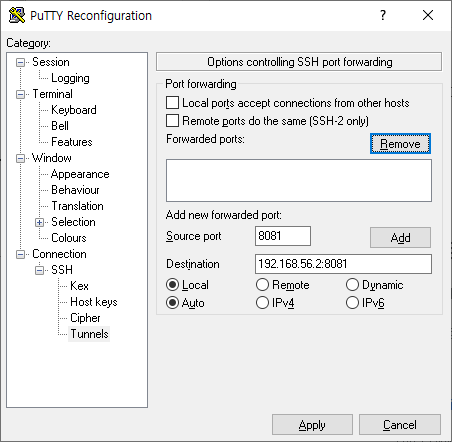 PuTTY Reconfiguration
?
Category:
Session
Logging
Terminal
Keyboard
Bell
Features
Window
Appearance
Behaviour
Translation
Selection
Colours
Connection
SSH
Kex
Host keys
Cipher
Tunnels
Options controlling SSH port forwarding
Port forwarding
Local ports accept connections from other hosts
Remote ports do the same (SSH-2 only)
Forwarded ports:
Remove
Add new forwarded port:
Source port 8081 Add
Destination 192.168.56.2:8081
Local Remote Dynamic
Auto IPv4 IPv6
Apply Cancel